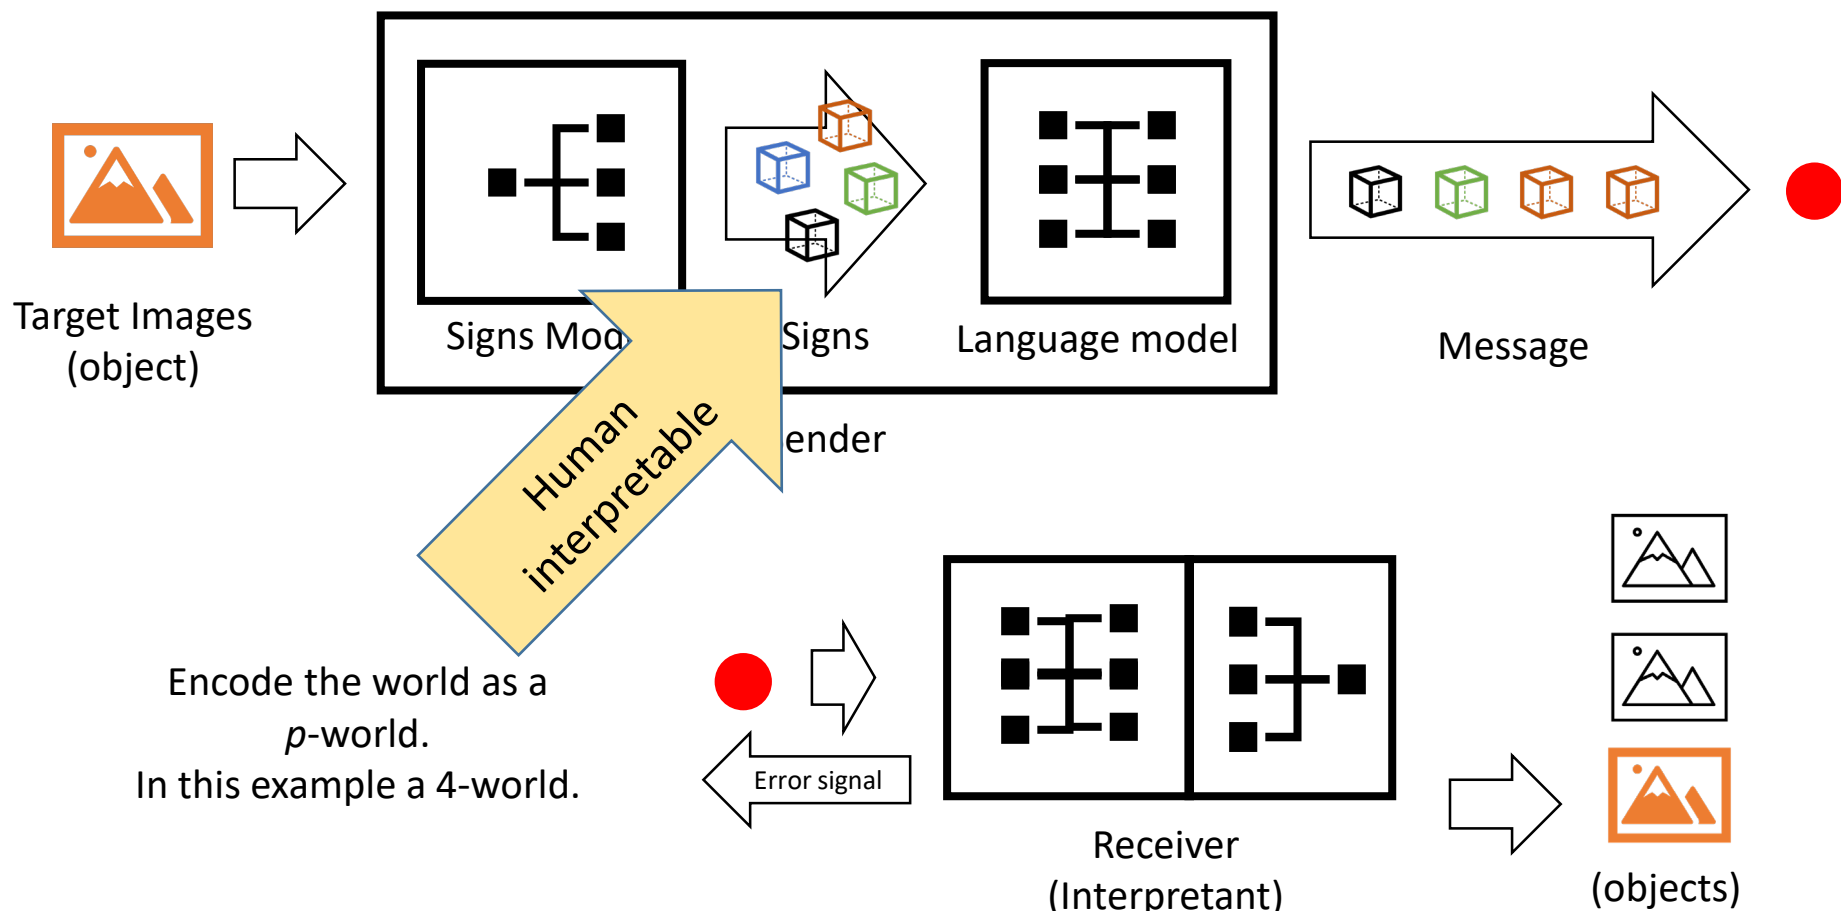 Target Images
(object)
Signs Mod
Signs
Language model
Message
ender
Human
interpretable
Encode the world as a
p-world.
In this example a 4-world.
Error signal
Receiver
(Interpretant)
(objects)